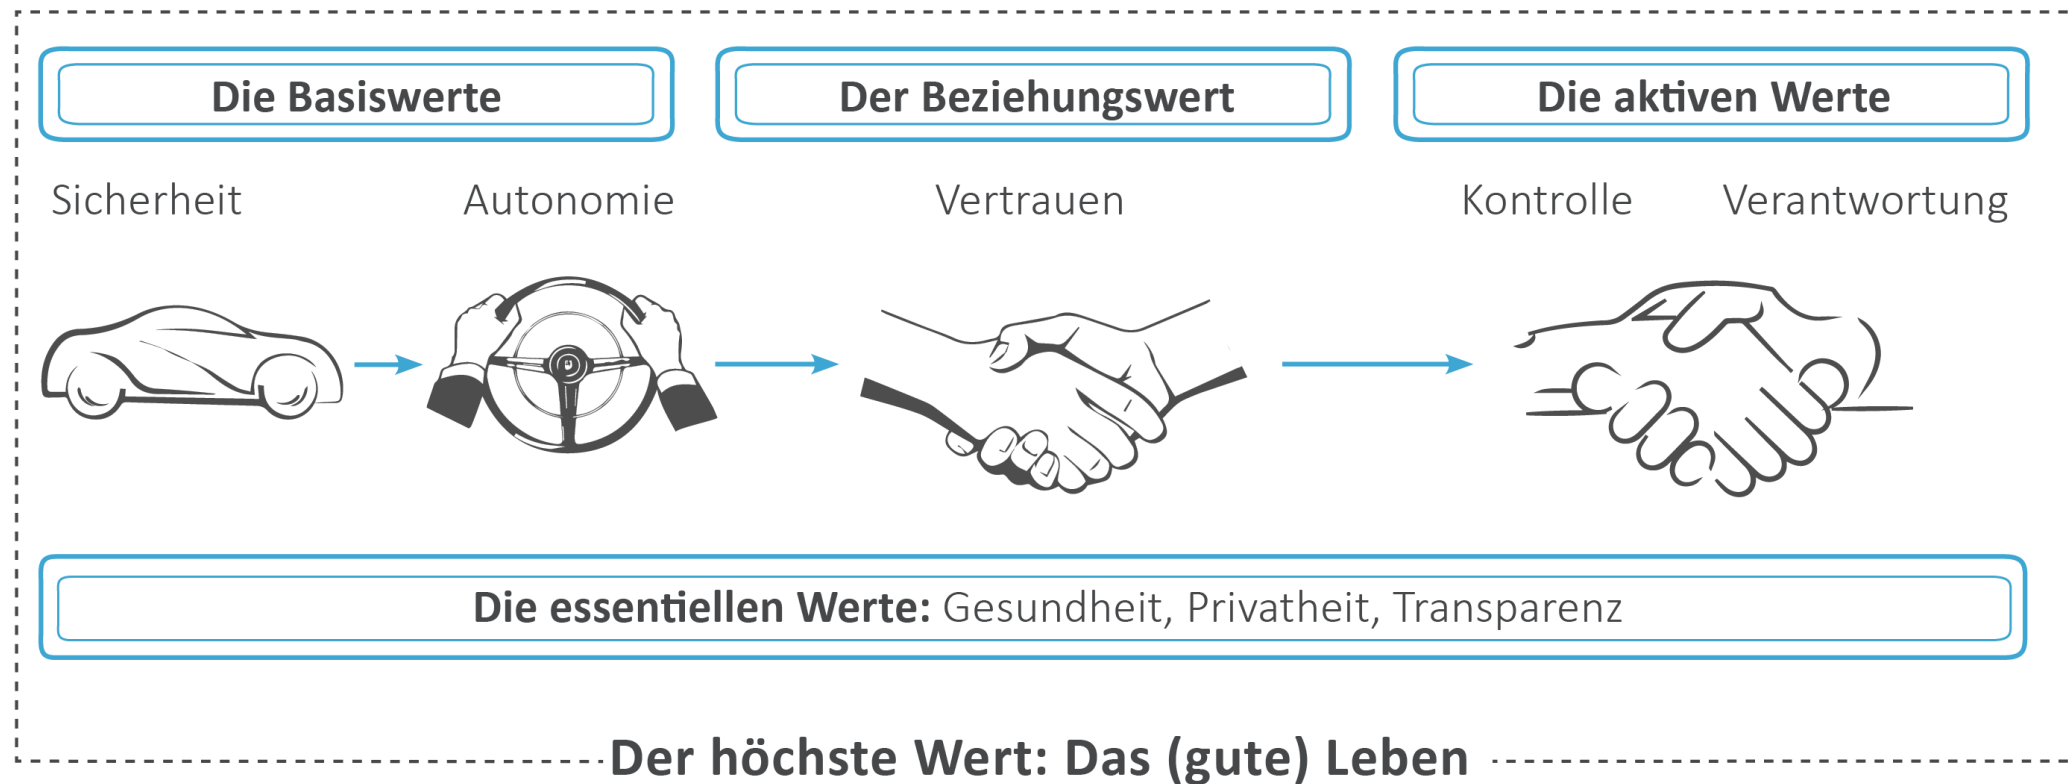 Die Basiswerte
Der Beziehungswert
Die aktiven Werte
Sicherheit
Autonomie
Vertrauen
Kontrolle
Verantwortung
Die essentiellen Werte: Gesundheit, Privatheit, Transparenz
Der höchste Wert: Das (gute) Leben